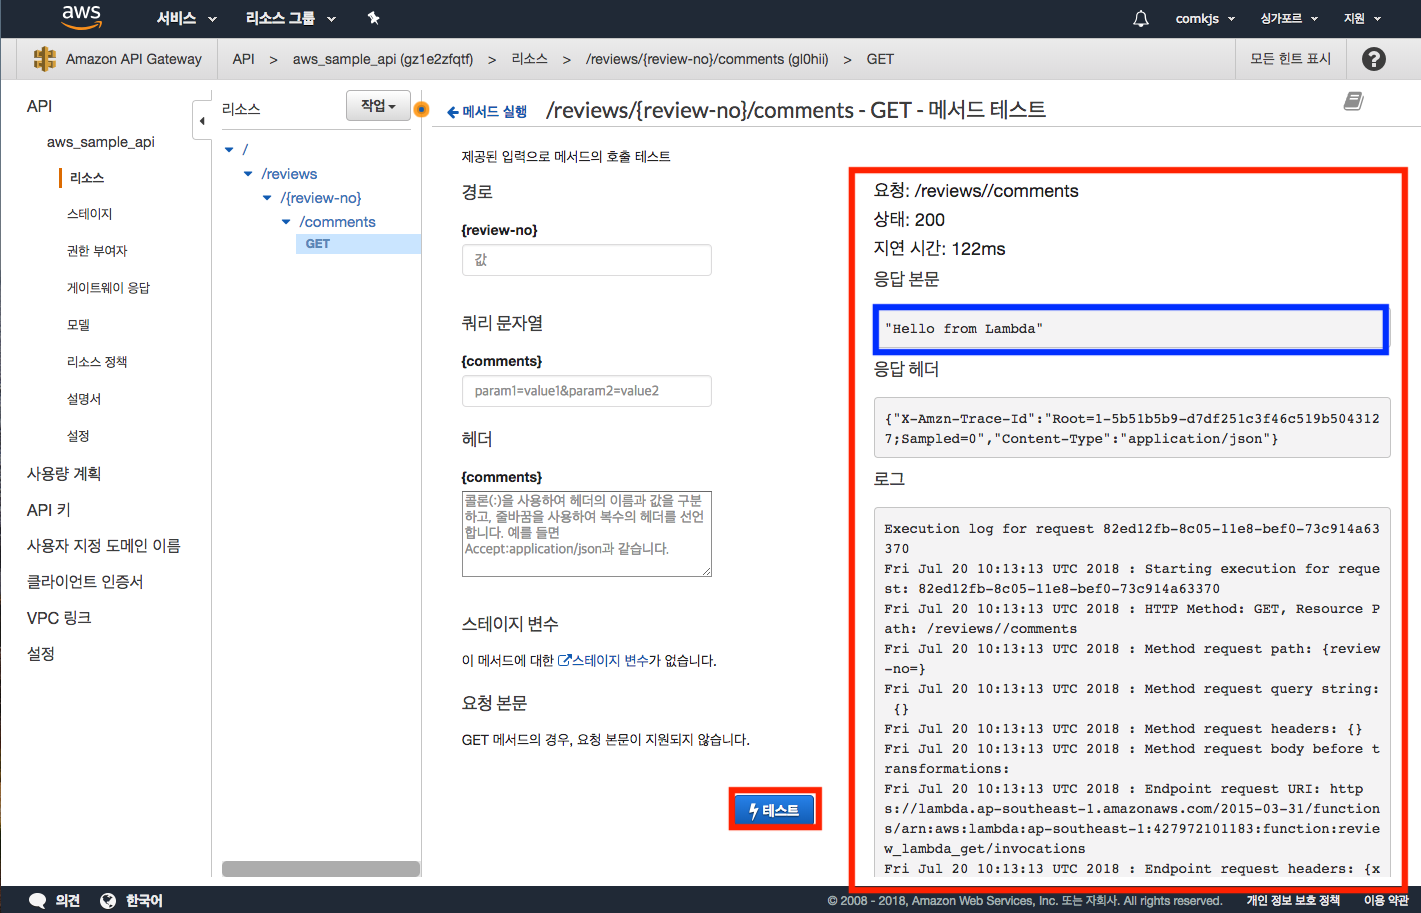 aws
서비스
리소스 그룹
comkjs
싱가포르
지원
Amazon API Gateway
API > aws_sample_api (gz1e2zfqtf) > 리소스 > /reviews/{review-no}/comments (gl0hii) > GET
모든 힌트 표시
?
API
aws_sample_api
리소스
스테이지
권한 부여자
게이트웨이 응답
모델
리소스 정책
설명서
설정
사용량 계획
API 키
사용자 지정 도메인 이름
클라이언트 인증서
VPC 링크
설정
리소스
작업
/
/reviews
/{review-no}
/comments
GET
메서드 실행
/reviews/{review-no}/comments - GET - 메서드 테스트
제공된 입력으로 메서드의 호출 테스트
경로
{review-no}
값
쿼리 문자열
{comments}
param1=value1&param2=value2
헤더
{comments}
콜론(:)을 사용하여 헤더의 이름과 값을 구분
하고, 줄바꿈을 사용하여 복수의 헤더를 선언
합니다. 예를 들면
Accept:application/json과 같습니다.
스테이지 변수
이 메서드에 대한 스테이지 변수가 없습니다.
요청 본문
GET 메서드의 경우, 요청 본문이 지원되지 않습니다.
테스트
요청: /reviews//comments
상태: 200
지연 시간: 122ms
응답 본문
"Hello from Lambda"
응답 헤더
{"X-Amzn-Trace-Id":"Root=1-5b51b5b9-d7df251c3f46c519b504312
7;Sampled=0","Content-Type":"application/json"}
로그
Execution log for request 82ed12fb-8c05-11e8-bef0-73c914a63
370
Fri Jul 20 10:13:13 UTC 2018 : Starting execution for reque
st: 82ed12fb-8c05-11e8-bef0-73c914a63370
Fri Jul 20 10:13:13 UTC 2018 : HTTP Method: GET, Resource P
ath: /reviews//comments
Fri Jul 20 10:13:13 UTC 2018 : Method request path: {review
-no=}
Fri Jul 20 10:13:13 UTC 2018 : Method request query string:
{}
Fri Jul 20 10:13:13 UTC 2018 : Method request headers: {}
Fri Jul 20 10:13:13 UTC 2018 : Method request body before t
ransformations:
Fri Jul 20 10:13:13 UTC 2018 : Endpoint request URI: http
s://lambda.ap-southeast-1.amazonaws.com/2015-03-31/function
s/arn:aws:lambda:ap-southeast-1:427972101183:function:revie
w_lambda_get/invocations
Fri Jul 20 10:13:13 UTC 2018 : Endpoint request headers: {x
의견
한국어
© 2008 - 2018, Amazon Web Services, Inc. 또는 자회사. All rights reserved.
개인 정보 보호 정책
이용 약관